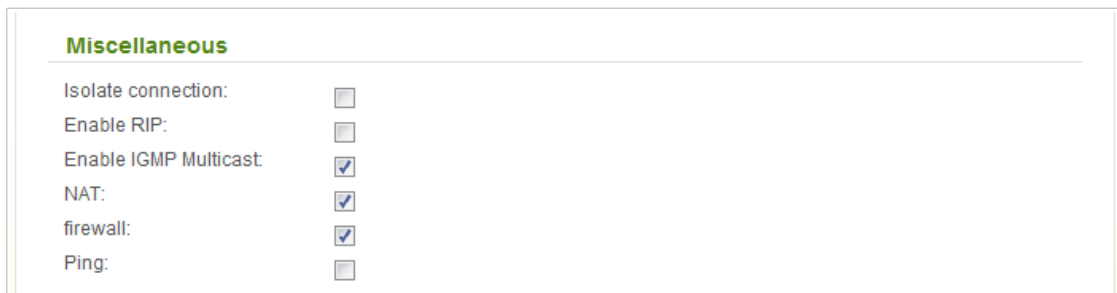 Miscellaneous
Isolate connection:
Enable RIP:
Enable IGMP Multicast:
NAT:
firewall:
Ping: